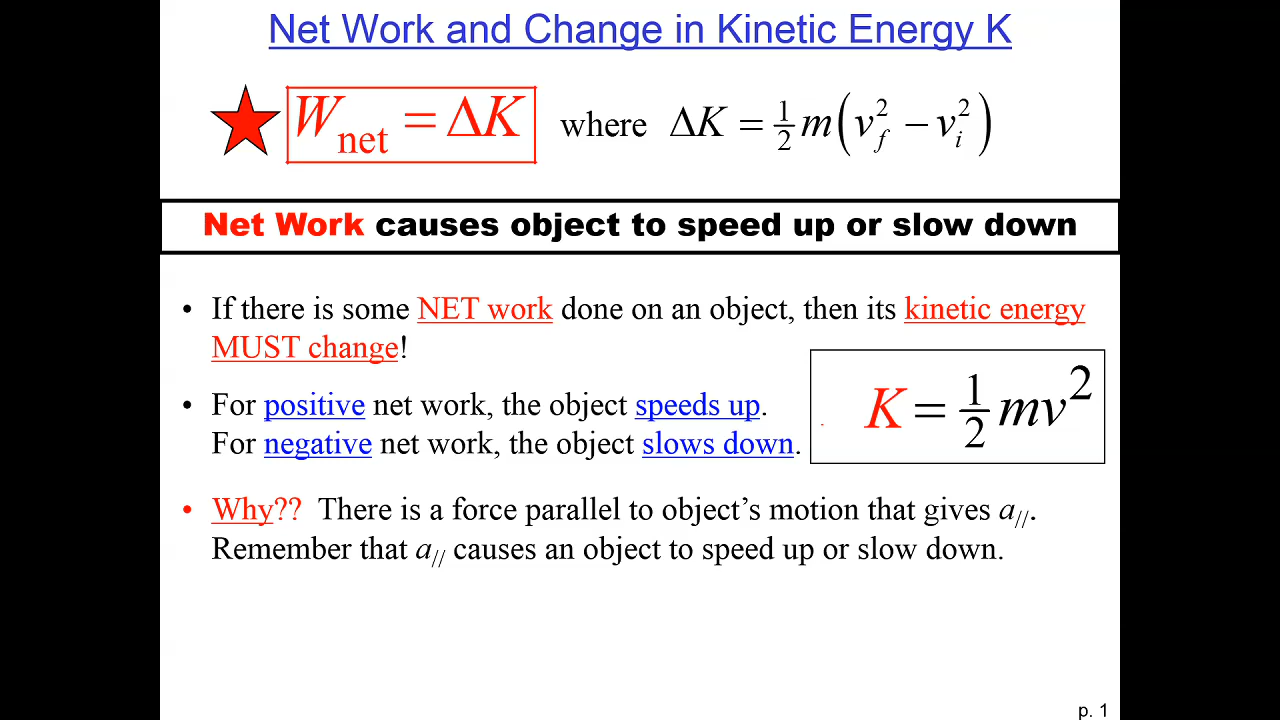 Net Work and Change in Kinetic Energy K
W_net = ΔK where ΔK = ½ m(v_f² − v_i²)
Net Work causes object to speed up or slow down
• If there is some NET work done on an object, then its kinetic energy
MUST change!
• For positive net work, the object speeds up.
For negative net work, the object slows down.
K = ½ mv²
• Why?? There is a force parallel to object’s motion that gives a//.
Remember that a// causes an object to speed up or slow down.
p. 1